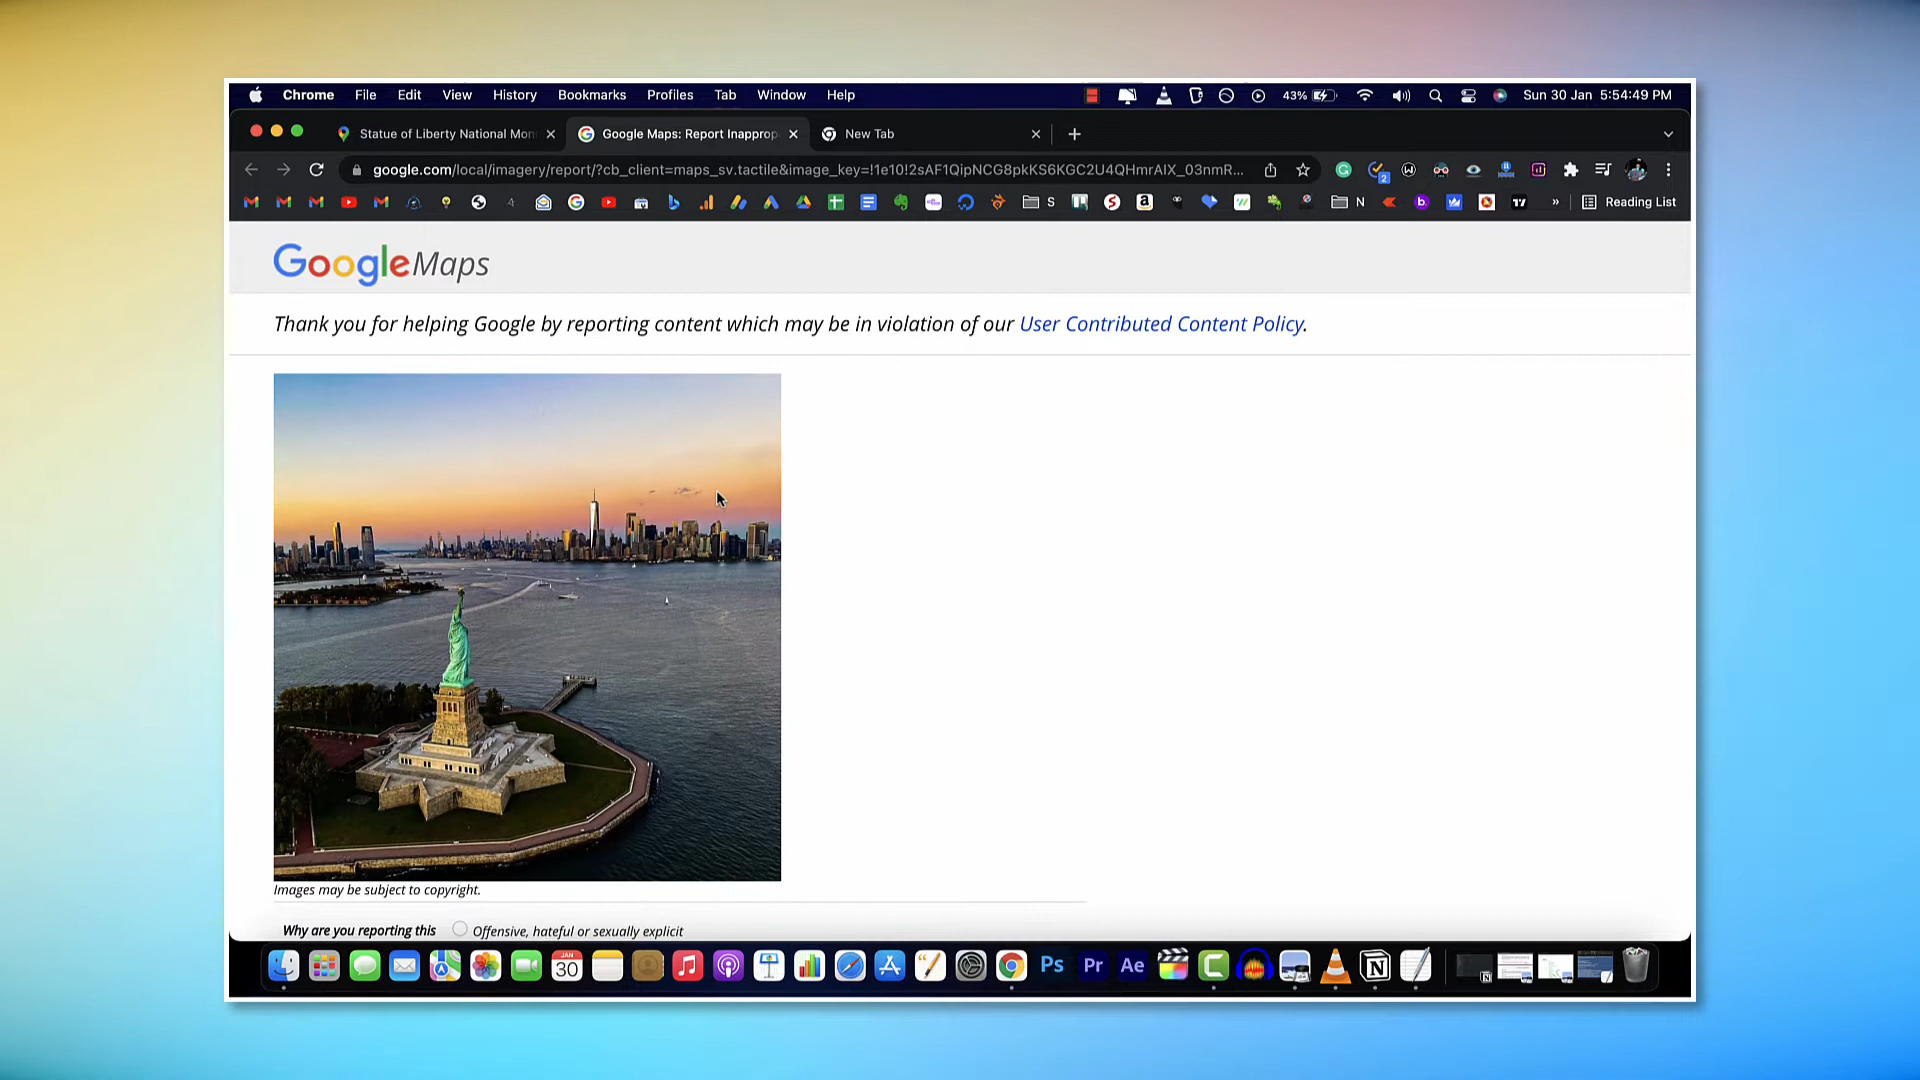 Chrome File Edit View History Bookmarks Profiles Tab Window Help 43% Sun 30 Jan 5:54:49 PM
Statue of Liberty National Mon Google Maps: Report Inapprop New Tab
google.com/local/imagery/report/?cb_client=maps_sv.tactile&image_key=!1e10!2sAF1QipNCG8pkKS6KGC2U4QHmrAIX_03nmR... 2
S N Reading List
Google Maps
Thank you for helping Google by reporting content which may be in violation of our User Contributed Content Policy.
Images may be subject to copyright.
Why are you reporting this Offensive, hateful or sexually explicit
JAN
30 Ps Pr Ae